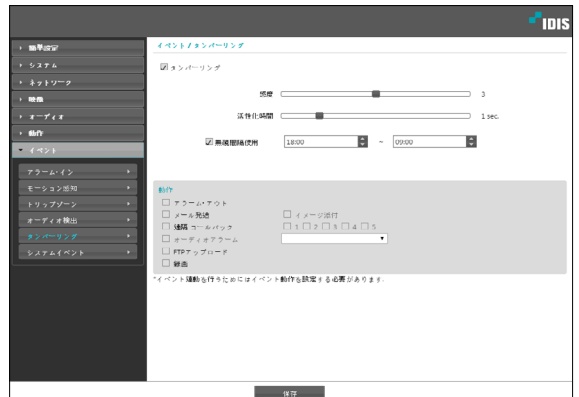 IDIS
簡単設定
システム
ネットワーク
映像
オーディオ
動作
イベント
アラーム・イン
モーション感知
トリップゾーン
オーディオ検出
タンパーリング
システムイベント
イベント / タンパーリング
タンパーリング
感度 3
活性化時間 1 sec.
無視間隔使用 18:00 ~ 09:00
動作
アラーム・アウト
メール発送 イメージ添付
遠隔 コールバック 1 2 3 4 5
オーディオアラーム
FTPアップロード
録画
*イベント連動を行うためにはイベント動作を設定する必要があります.
保存